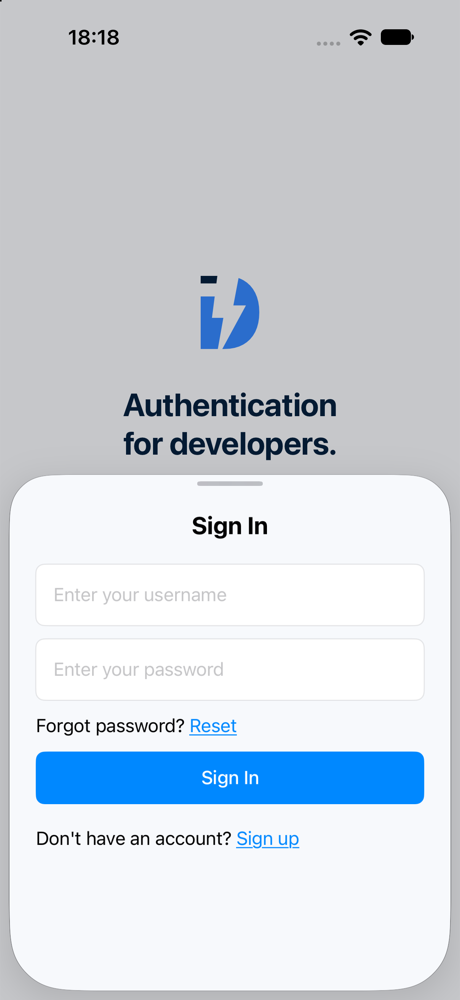 18:18
Authentication
for developers.
Sign In
Enter your username
Enter your password
Forgot password? Reset
Sign In
Don't have an account? Sign up